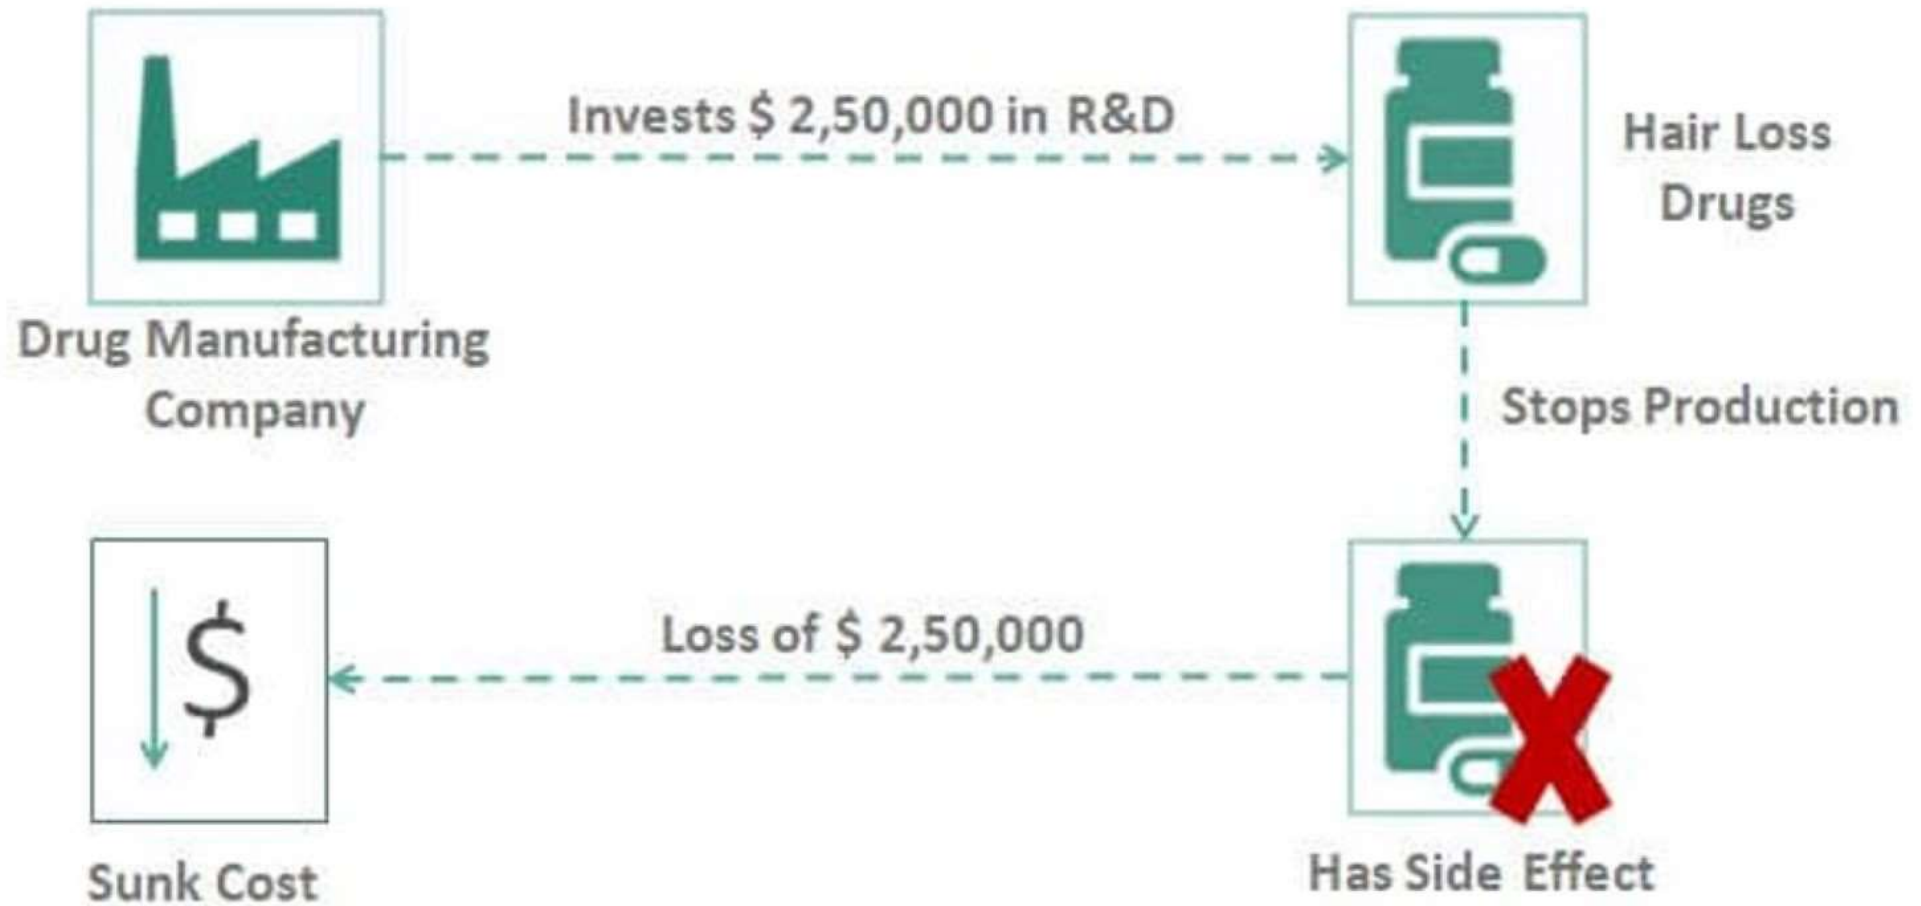 Invests $ 2,50,000 in R&D
Hair Loss
Drugs
Drug Manufacturing
Company
Stops Production
Loss of $ 2,50,000
$
Sunk Cost
Has Side Effect